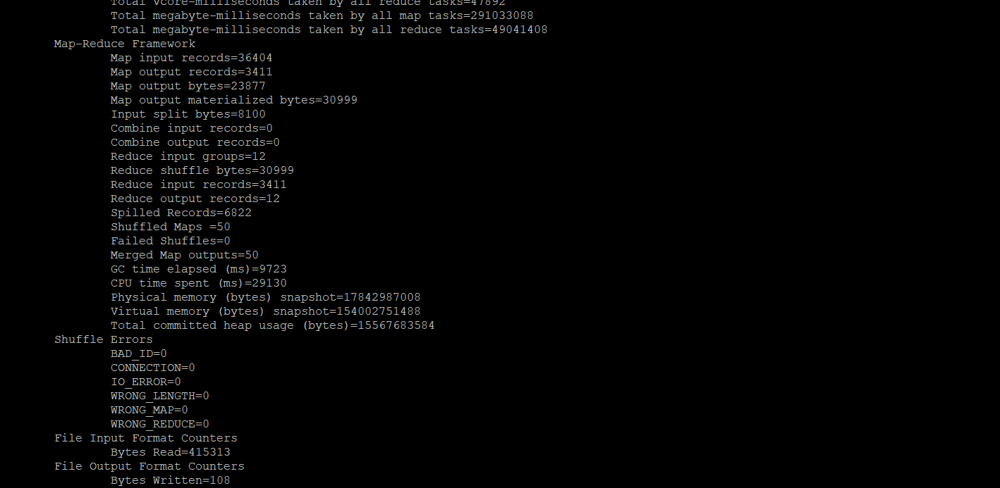 Total vcore-milliseconds taken by all reduce tasks=47892
Total megabyte-milliseconds taken by all map tasks=291033088
Total megabyte-milliseconds taken by all reduce tasks=49041408
Map-Reduce Framework
Map input records=36404
Map output records=3411
Map output bytes=23877
Map output materialized bytes=30999
Input split bytes=8100
Combine input records=0
Combine output records=0
Reduce input groups=12
Reduce shuffle bytes=30999
Reduce input records=3411
Reduce output records=12
Spilled Records=6822
Shuffled Maps =50
Failed Shuffles=0
Merged Map outputs=50
GC time elapsed (ms)=9723
CPU time spent (ms)=29130
Physical memory (bytes) snapshot=17842987008
Virtual memory (bytes) snapshot=154002751488
Total committed heap usage (bytes)=15567683584
Shuffle Errors
BAD_ID=0
CONNECTION=0
IO_ERROR=0
WRONG_LENGTH=0
WRONG_MAP=0
WRONG_REDUCE=0
File Input Format Counters
Bytes Read=415313
File Output Format Counters
Bytes Written=108